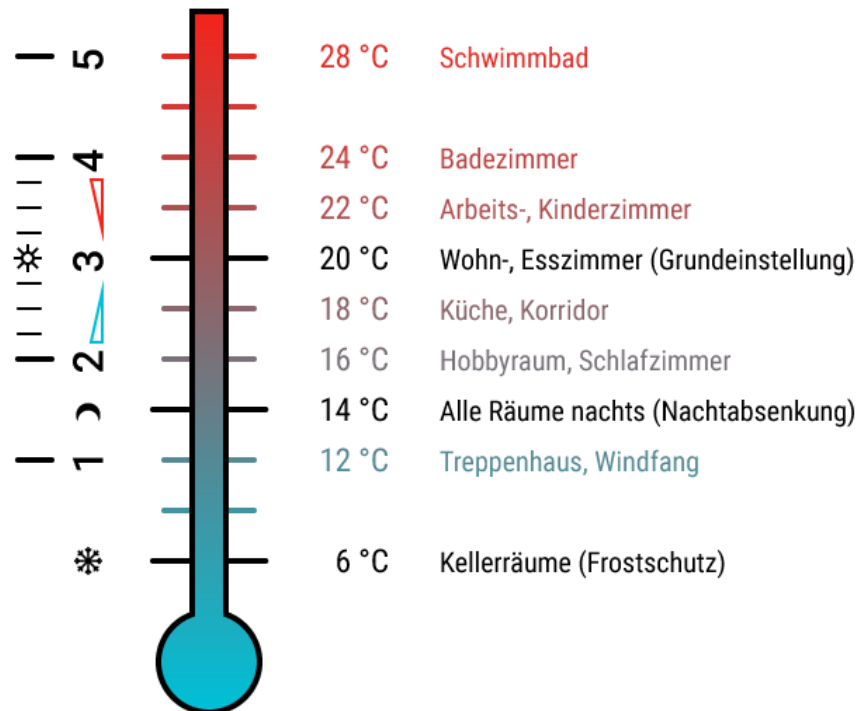 5 28 °C Schwimmbad
4 24 °C Badezimmer
22 °C Arbeits-, Kinderzimmer
3 20 °C Wohn-, Esszimmer (Grundeinstellung)
18 °C Küche, Korridor
2 16 °C Hobbyraum, Schlafzimmer
14 °C Alle Räume nachts (Nachtabsenkung)
1 12 °C Treppenhaus, Windfang
6 °C Kellerräume (Frostschutz)